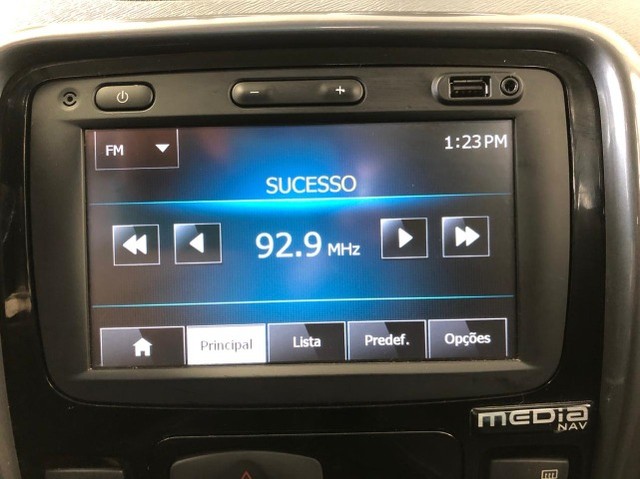 FM
1:23 PM
SUCESSO
92.9 MHz
Principal
Lista
Predef.
Opções
MEDIA
NAV